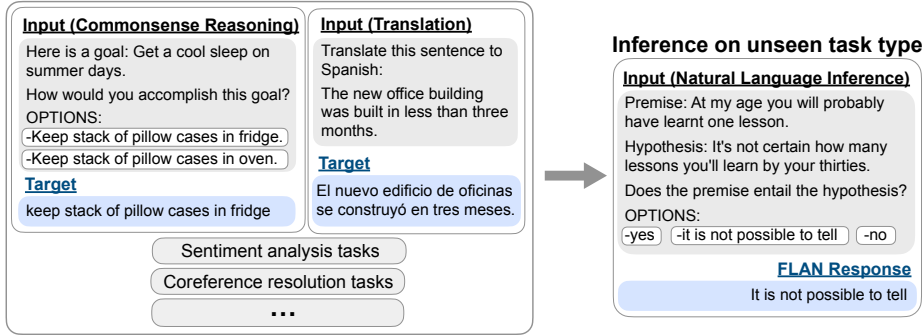 Input (Commonsense Reasoning)
Here is a goal: Get a cool sleep on
summer days.
How would you accomplish this goal?
OPTIONS:
-Keep stack of pillow cases in fridge.
-Keep stack of pillow cases in oven.
Target
keep stack of pillow cases in fridge
Input (Translation)
Translate this sentence to
Spanish:
The new office building
was built in less than three
months.
Target
El nuevo edificio de oficinas
se construyó en tres meses.
Sentiment analysis tasks
Coreference resolution tasks
...
Inference on unseen task type
Input (Natural Language Inference)
Premise: At my age you will probably
have learnt one lesson.
Hypothesis: It's not certain how many
lessons you'll learn by your thirties.
Does the premise entail the hypothesis?
OPTIONS:
-yes -it is not possible to tell -no
FLAN Response
It is not possible to tell